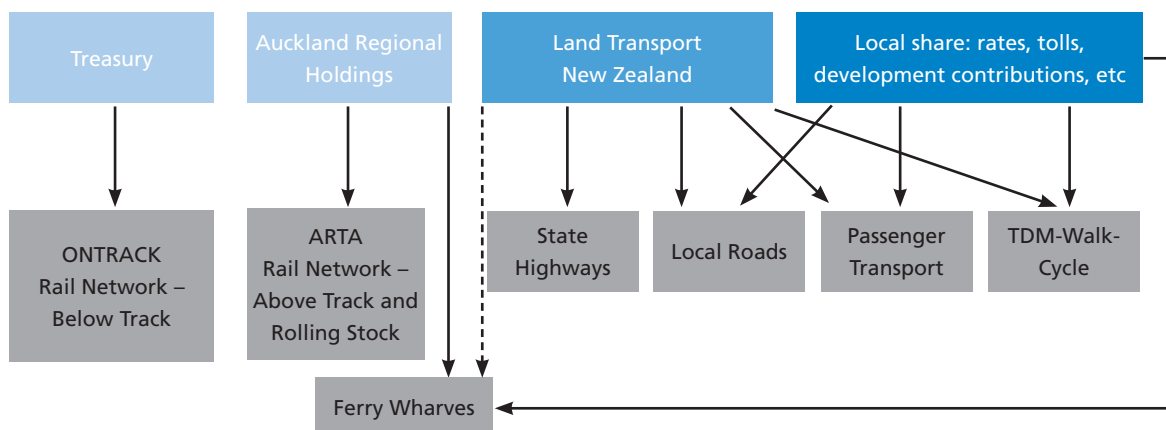 Treasury
Auckland Regional
Holdings
Land Transport
New Zealand
Local share: rates, tolls,
development contributions, etc
ONTRACK
Rail Network –
Below Track
ARTA
Rail Network –
Above Track and
Rolling Stock
State
Highways
Local Roads
Passenger
Transport
TDM-Walk-
Cycle
Ferry Wharves